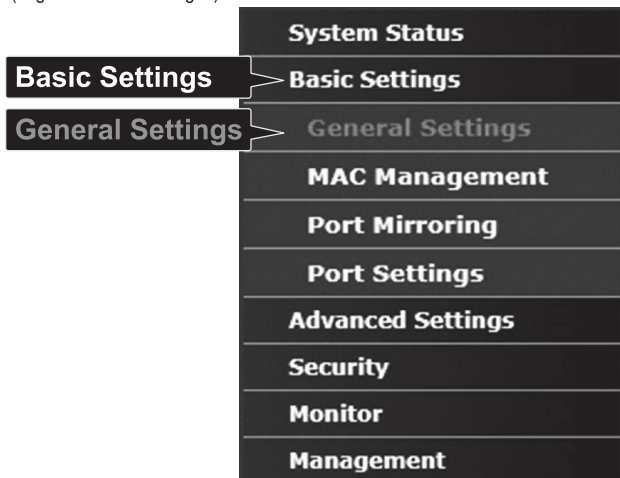 System Status
Basic Settings
Basic Settings
General Settings
General Settings
MAC Management
Port Mirroring
Port Settings
Advanced Settings
Security
Monitor
Management